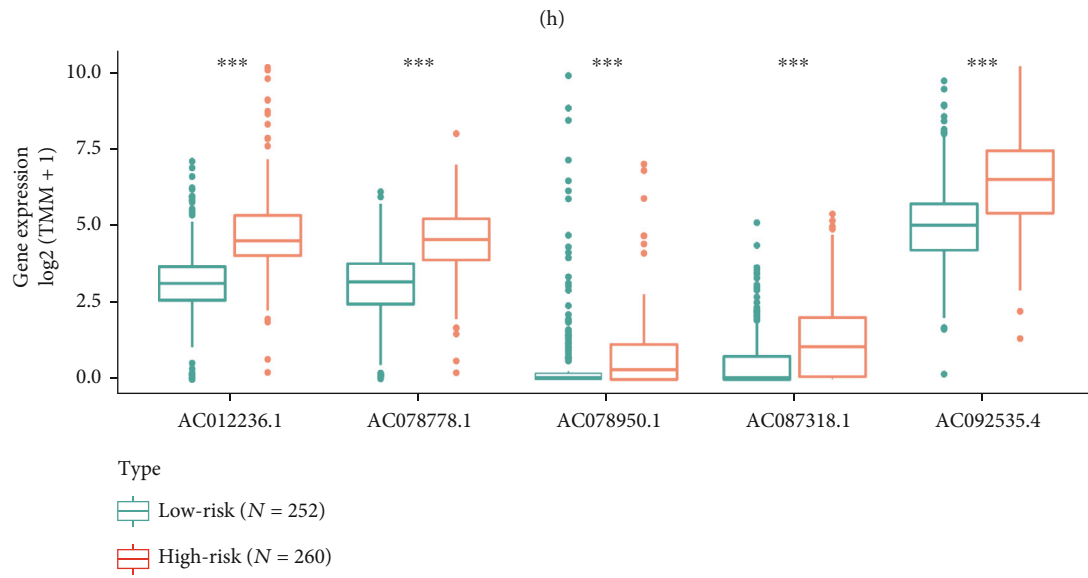 (h)
Gene expression
log2 (TMM + 1)
10.0
7.5
5.0
2.5
0.0
*** *** *** *** ***
AC012236.1 AC078778.1 AC078950.1 AC087318.1 AC092535.4
Type
Low-risk (N = 252)
High-risk (N = 260)